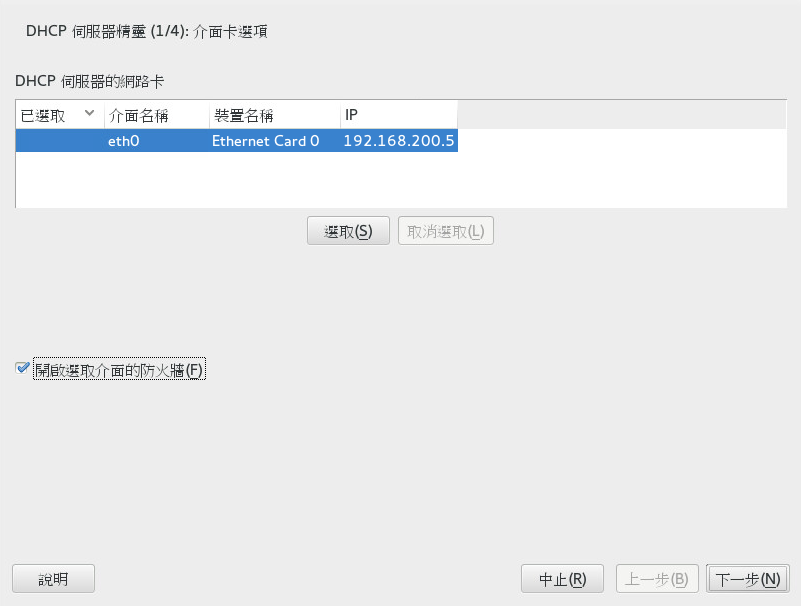 DHCP 伺服器精靈 (1/4): 介面卡選項
DHCP 伺服器的網路卡
已選取 介面名稱 裝置名稱 IP
eth0 Ethernet Card 0 192.168.200.5
選取(S) 取消選取(L)
開啟選取介面的防火牆(F)
說明 中止(R) 上一步(B) 下一步(N)